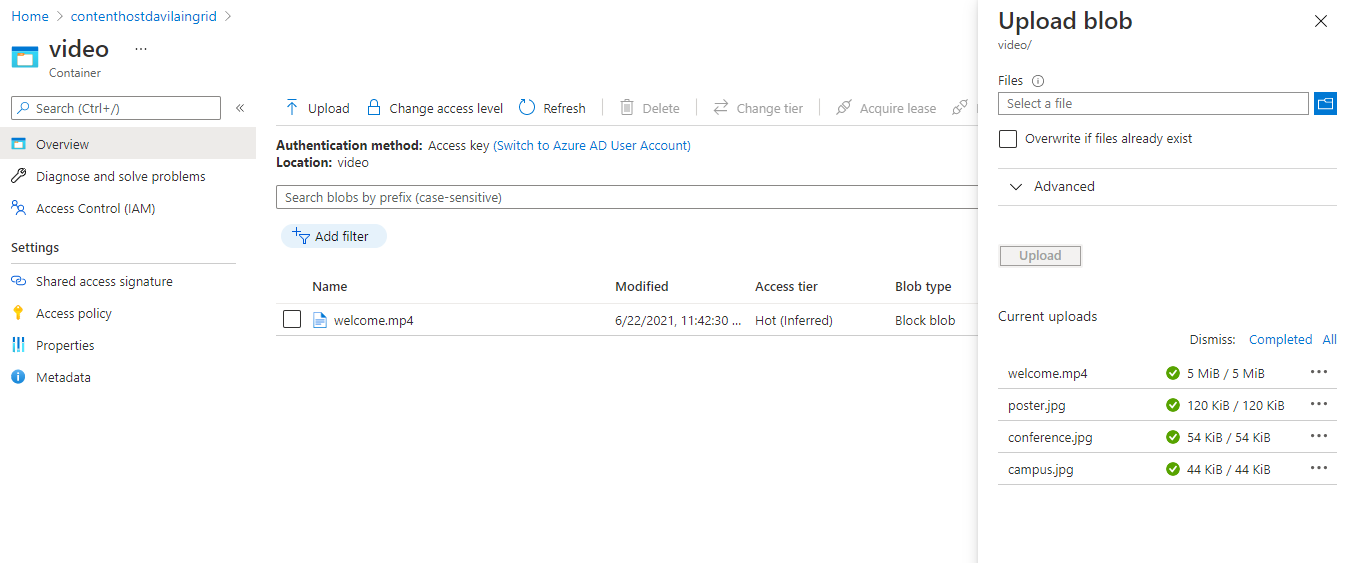 Home > contenthostdavilaingrid >
video ...
Container
Search (Ctrl+/) «
Overview
Diagnose and solve problems
Access Control (IAM)
Settings
Shared access signature
Access policy
Properties
Metadata
Upload Change access level Refresh Delete Change tier Acquire lease
Authentication method: Access key (Switch to Azure AD User Account)
Location: video
Search blobs by prefix (case-sensitive)
Add filter
Name Modified Access tier Blob type
welcome.mp4 6/22/2021, 11:42:30 ... Hot (Inferred) Block blob
Upload blob
video/
Files
Select a file
Overwrite if files already exist
Advanced
Upload
Current uploads
Dismiss: Completed All
welcome.mp4 5 MiB / 5 MiB ...
poster.jpg 120 KiB / 120 KiB ...
conference.jpg 54 KiB / 54 KiB ...
campus.jpg 44 KiB / 44 KiB ...